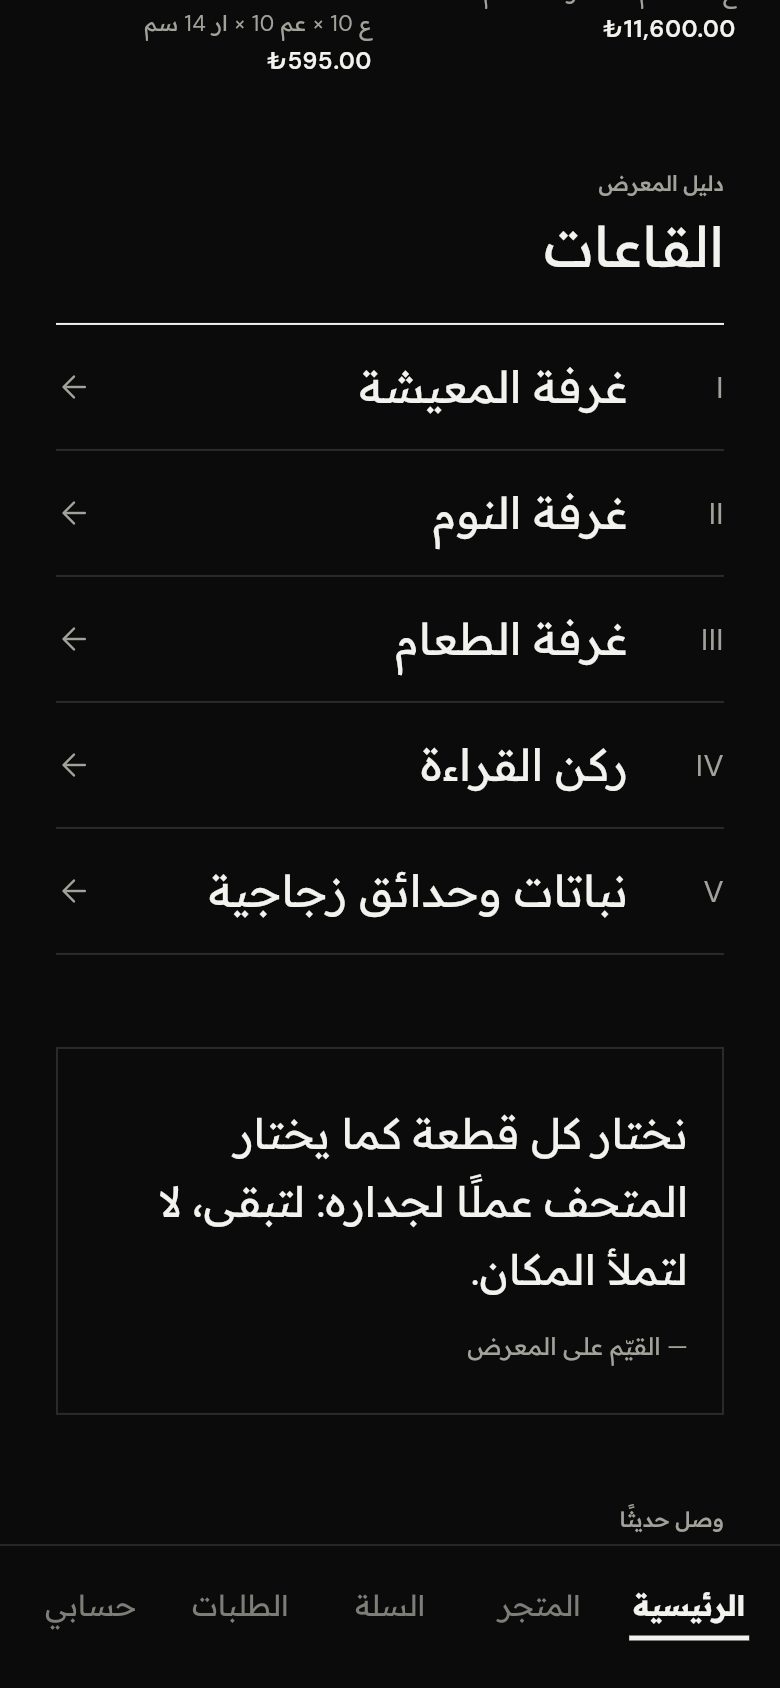 ₺11,600.00
ع 10 × عم 10 × ار 14 سم
₺595.00
دليل المعرض
القاعات
I غرفة المعيشة ←
II غرفة النوم ←
III غرفة الطعام ←
IV ركن القراءة ←
V نباتات وحدائق زجاجية ←
نختار كل قطعة كما يختار
المتحف عملًا لجداره: لتبقى، لا
لتملأ المكان.
— القيّم على المعرض
وصل حديثًا
الرئيسية المتجر السلة الطلبات حسابي